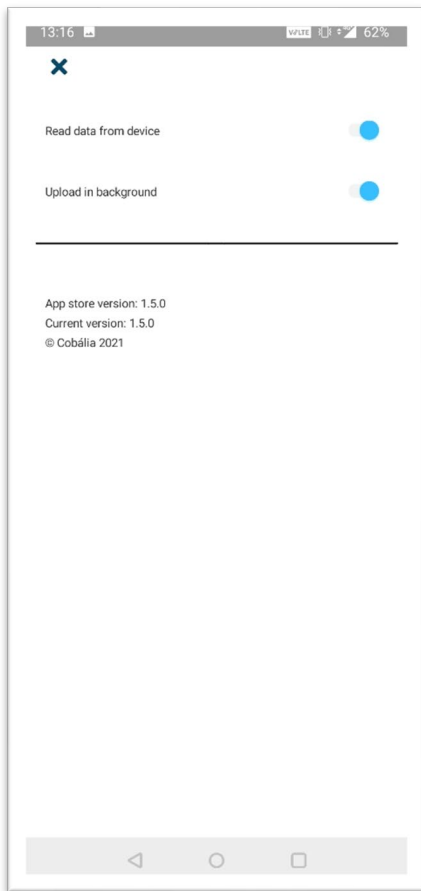 13:16
VoLTE
62%
Read data from device
Upload in background
App store version: 1.5.0
Current version: 1.5.0
© Cobália 2021